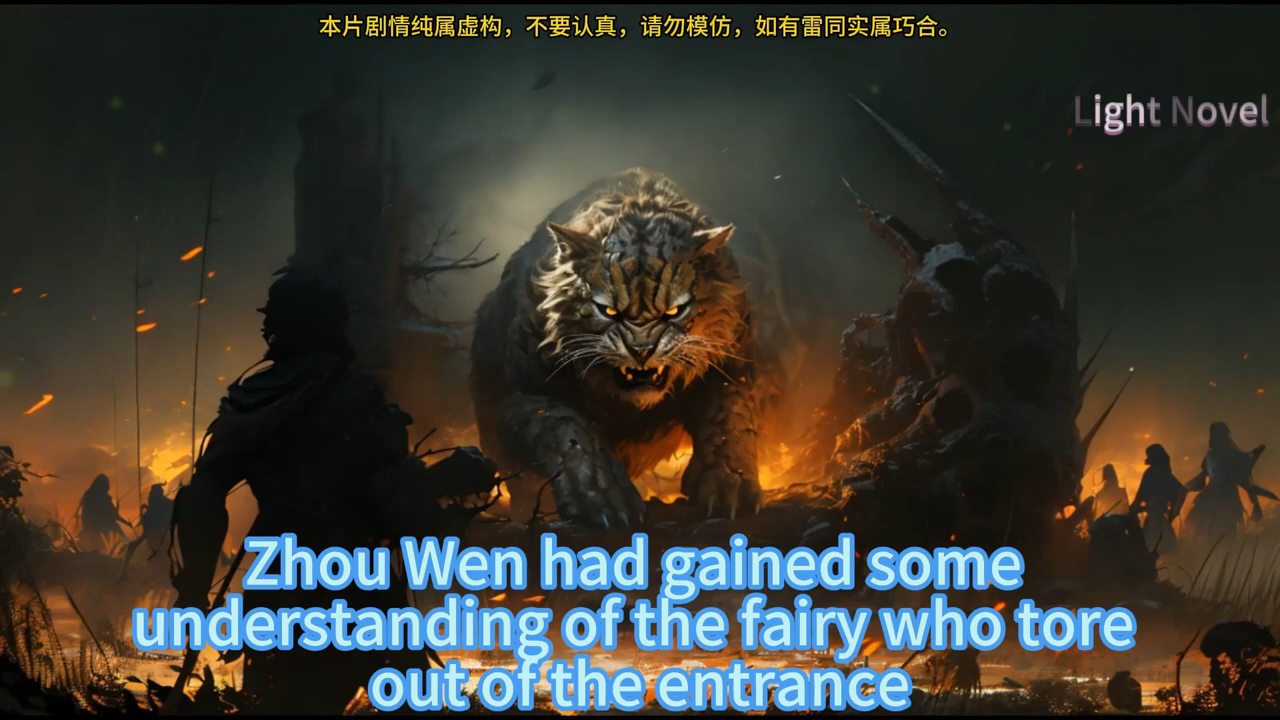 本片剧情纯属虚构，不要认真，请勿模仿，如有雷同实属巧合。
Light Novel
Zhou Wen had gained some
understanding of the fairy who tore
out of the entrance